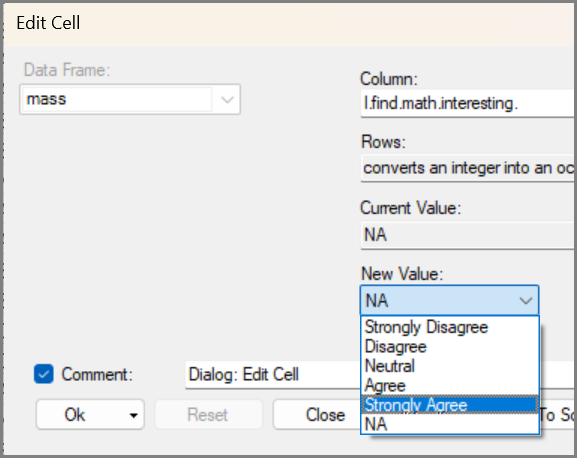 Edit Cell
Data Frame:
mass
Column:
I.find.math.interesting.
Rows:
converts an integer into an oc
Current Value:
NA
New Value:
NA
Strongly Disagree
Disagree
Neutral
Agree
Strongly Agree
NA
Comment:
Dialog: Edit Cell
Ok
Reset
Close
To Sc